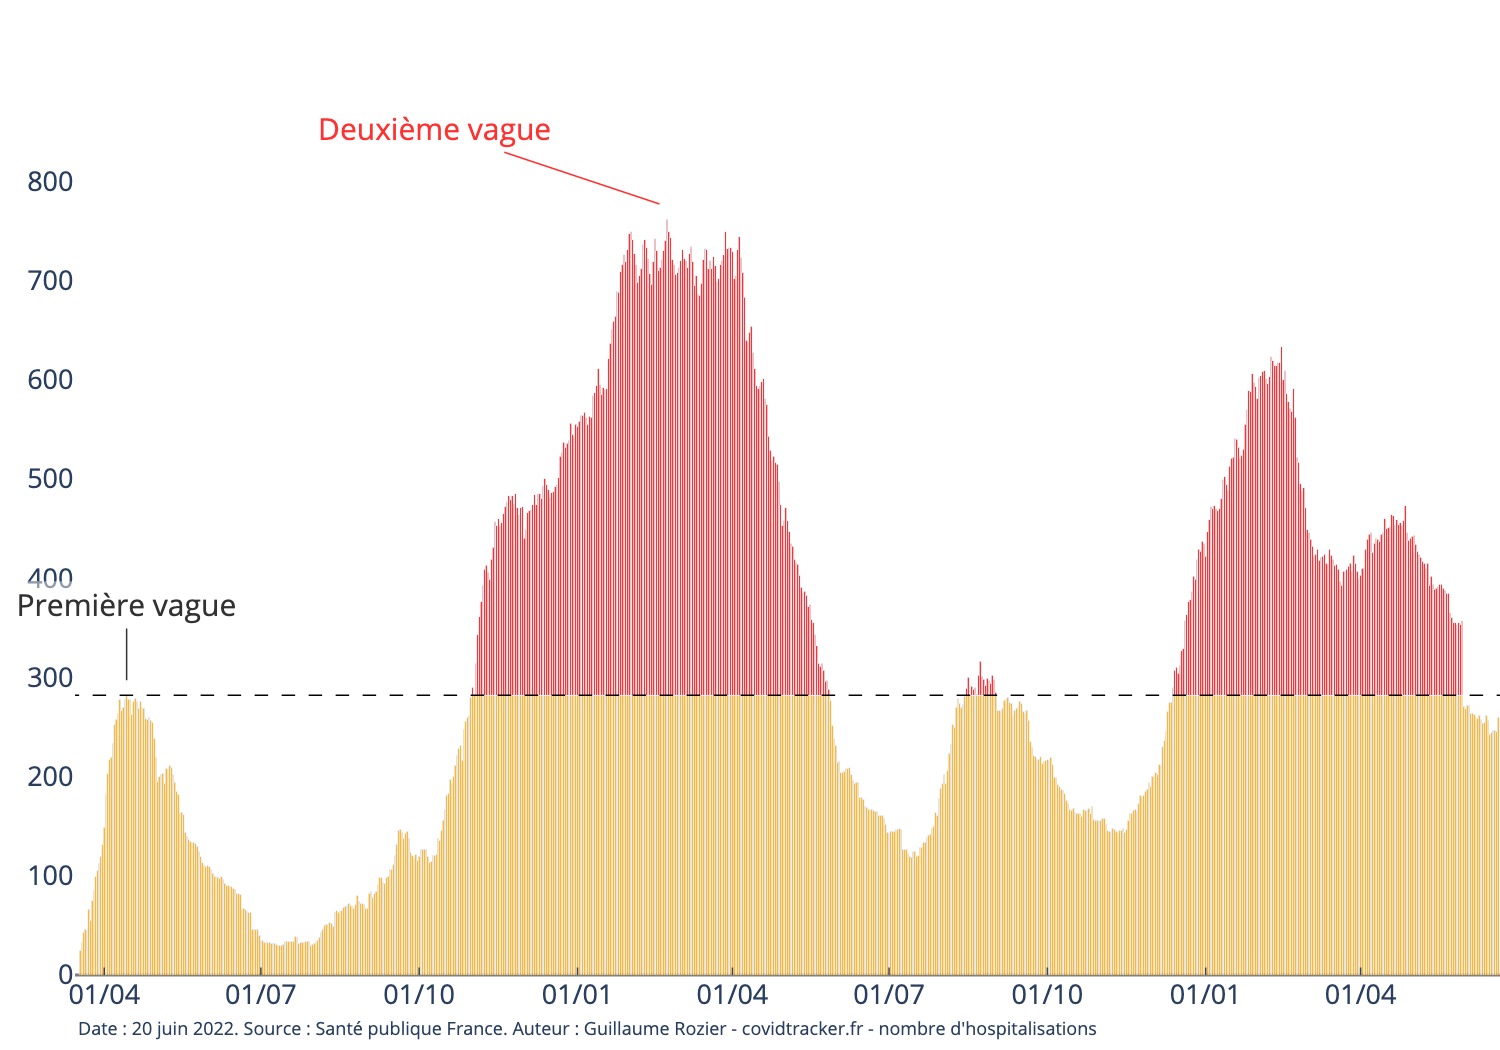 Deuxième vague
800
700
600
500
400
Première vague
300
200
100
0
01/04 01/07 01/10 01/01 01/04 01/07 01/10 01/01 01/04
Date : 20 juin 2022. Source : Santé publique France. Auteur : Guillaume Rozier - covidtracker.fr - nombre d'hospitalisations